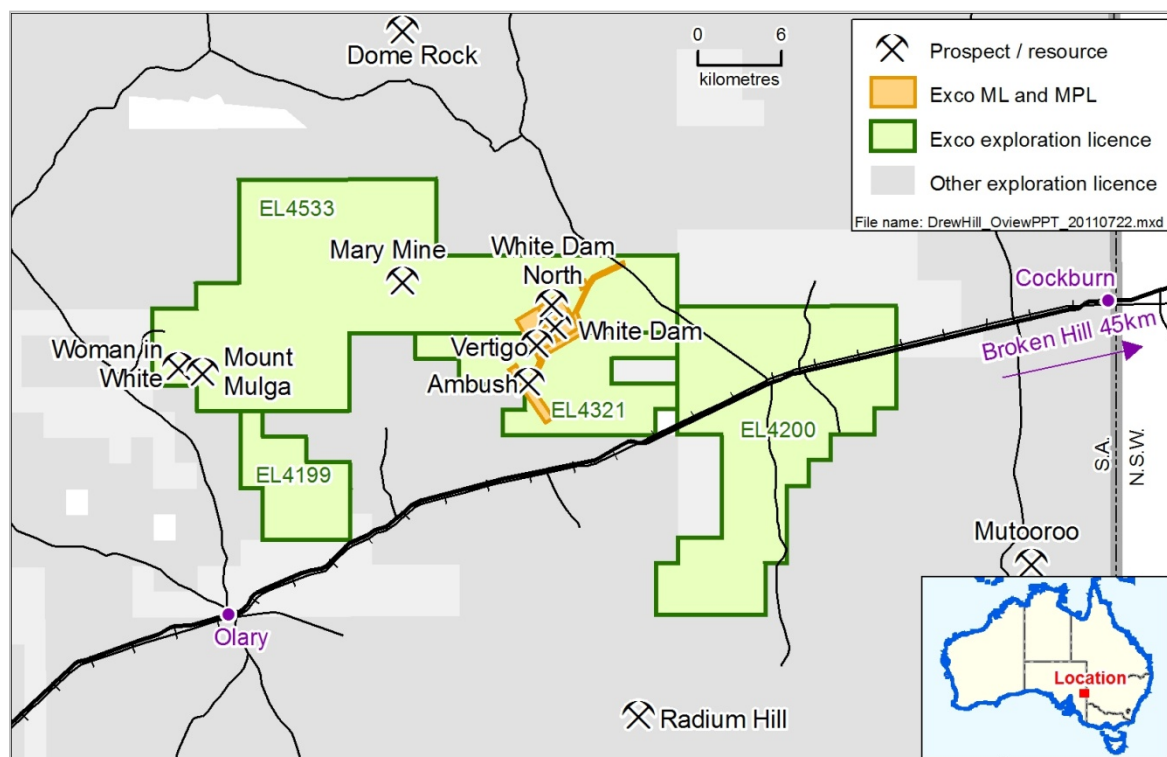 Dome Rock
0 6
kilometres
Prospect / resource
Exco ML and MPL
Exco exploration licence
Other exploration licence
File name: DrewHill_OviewPPT_20110722.mxd
EL4533
Mary Mine
White Dam
North
White Dam
Vertigo
Ambush
EL4321
Woman in
White
Mount
Mulga
EL4199
EL4200
Cockburn
Broken Hill 45km
S.A.
N.S.W.
Mutooroo
Olary
Radium Hill
Location